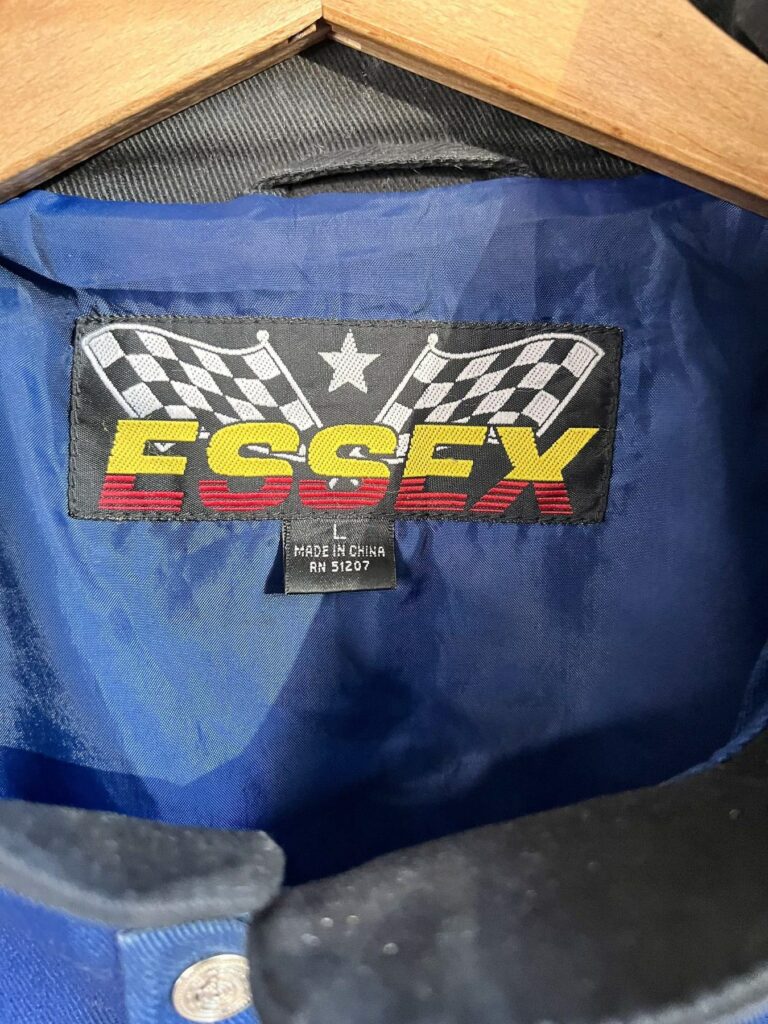 ESSEX
L
MADE IN CHINA
RN 51207